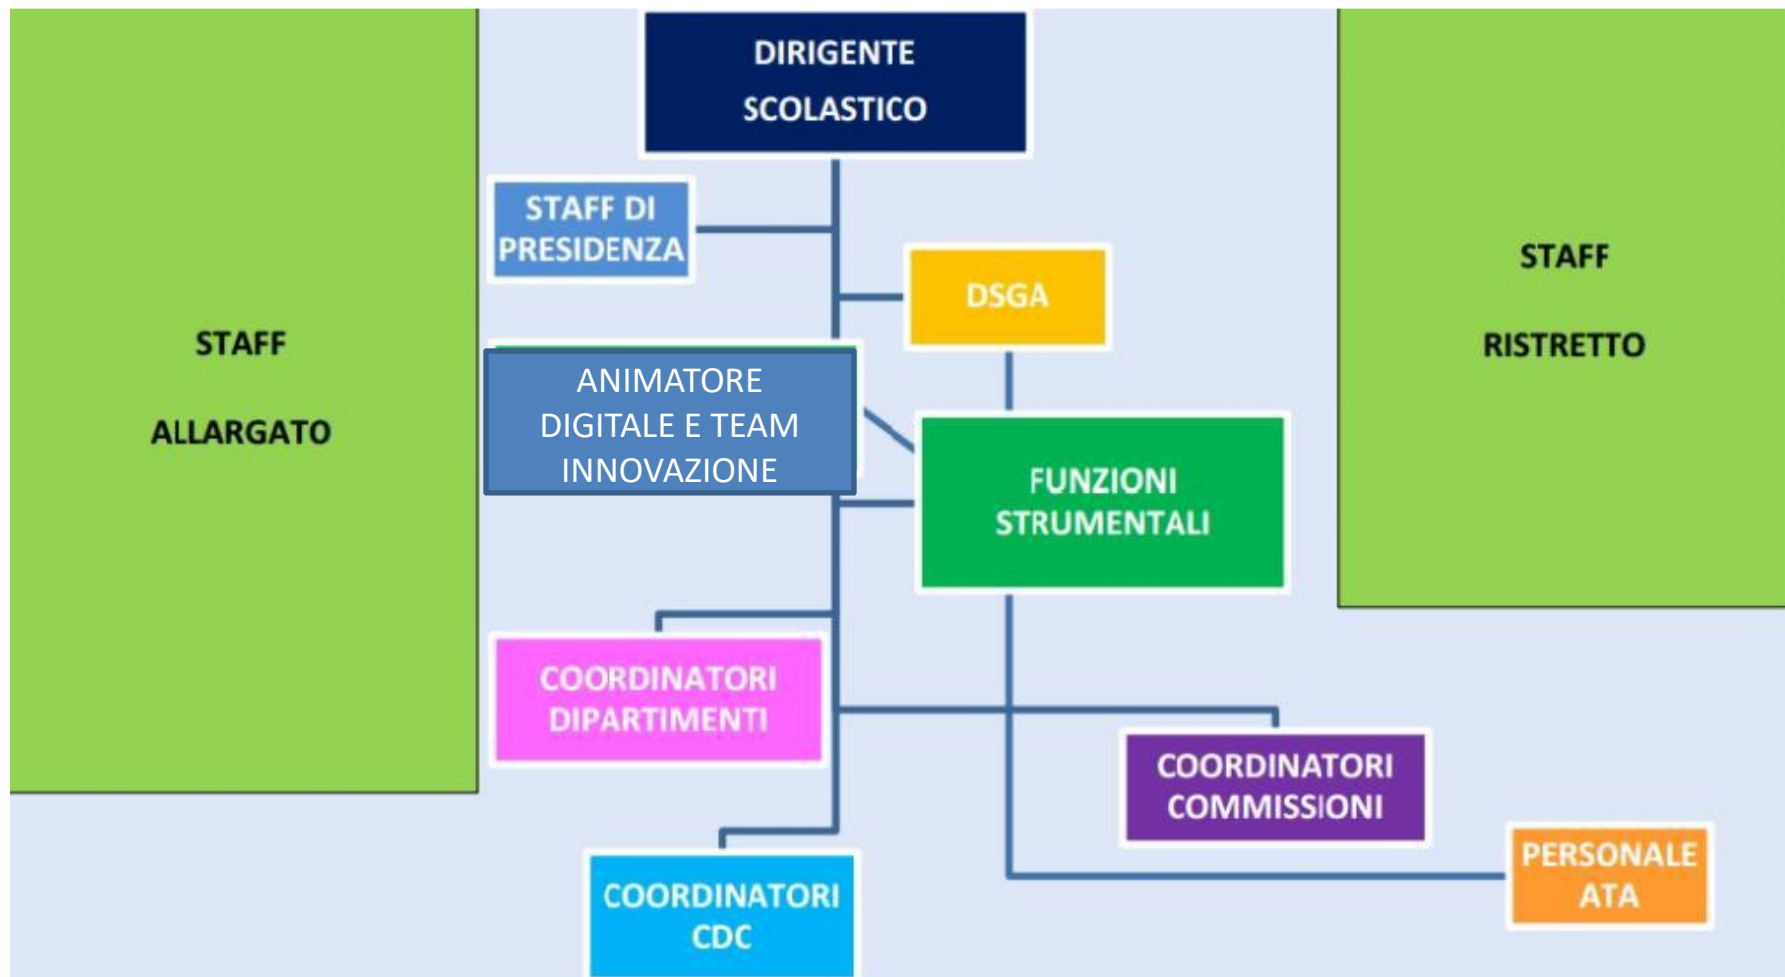 DIRIGENTE
SCOLASTICO
STAFF DI
PRESIDENZA
DSGA
STAFF
RISTRETTO
STAFF
ALLARGATO
ANIMATORE
DIGITALE E TEAM
INNOVAZIONE
FUNZIONI
STRUMENTALI
COORDINATORI
DIPARTIMENTI
COORDINATORI
COMMISSIONI
PERSONALE
ATA
COORDINATORI
CDC